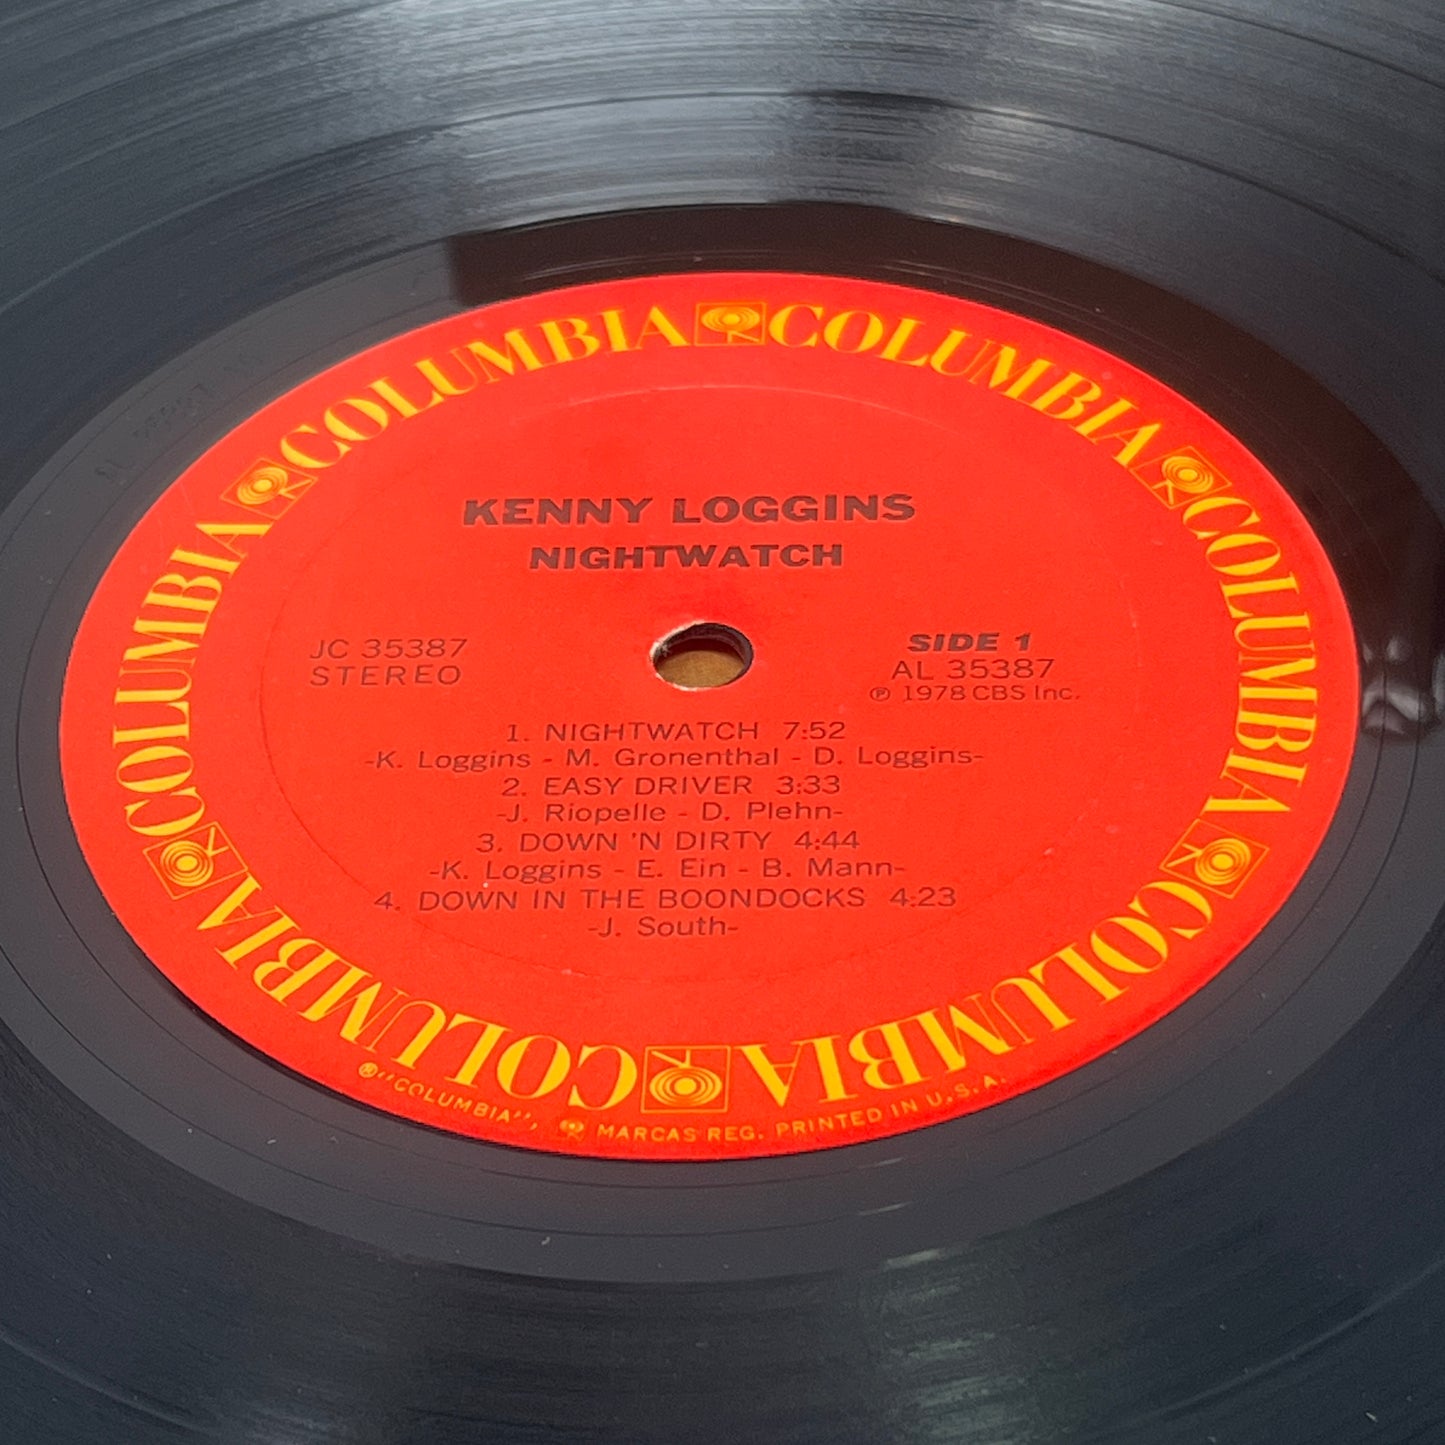 COLUMBIA COLUMBIA COLUMBIA COLUMBIA COLUMBIA COLUMBIA
KENNY LOGGINS
NIGHTWATCH
JC 35387
STEREO
SIDE 1
AL 35387
℗ 1978 CBS Inc.
1. NIGHTWATCH 7:52
-K. Loggins - M. Gronenthal - D. Loggins-
2. EASY DRIVER 3:33
-J. Riopelle - D. Plehn-
3. DOWN 'N DIRTY 4:44
-K. Loggins - E. Ein - B. Mann-
4. DOWN IN THE BOONDOCKS 4:23
-J. South-
®"COLUMBIA", MARCAS REG. PRINTED IN U.S.A.